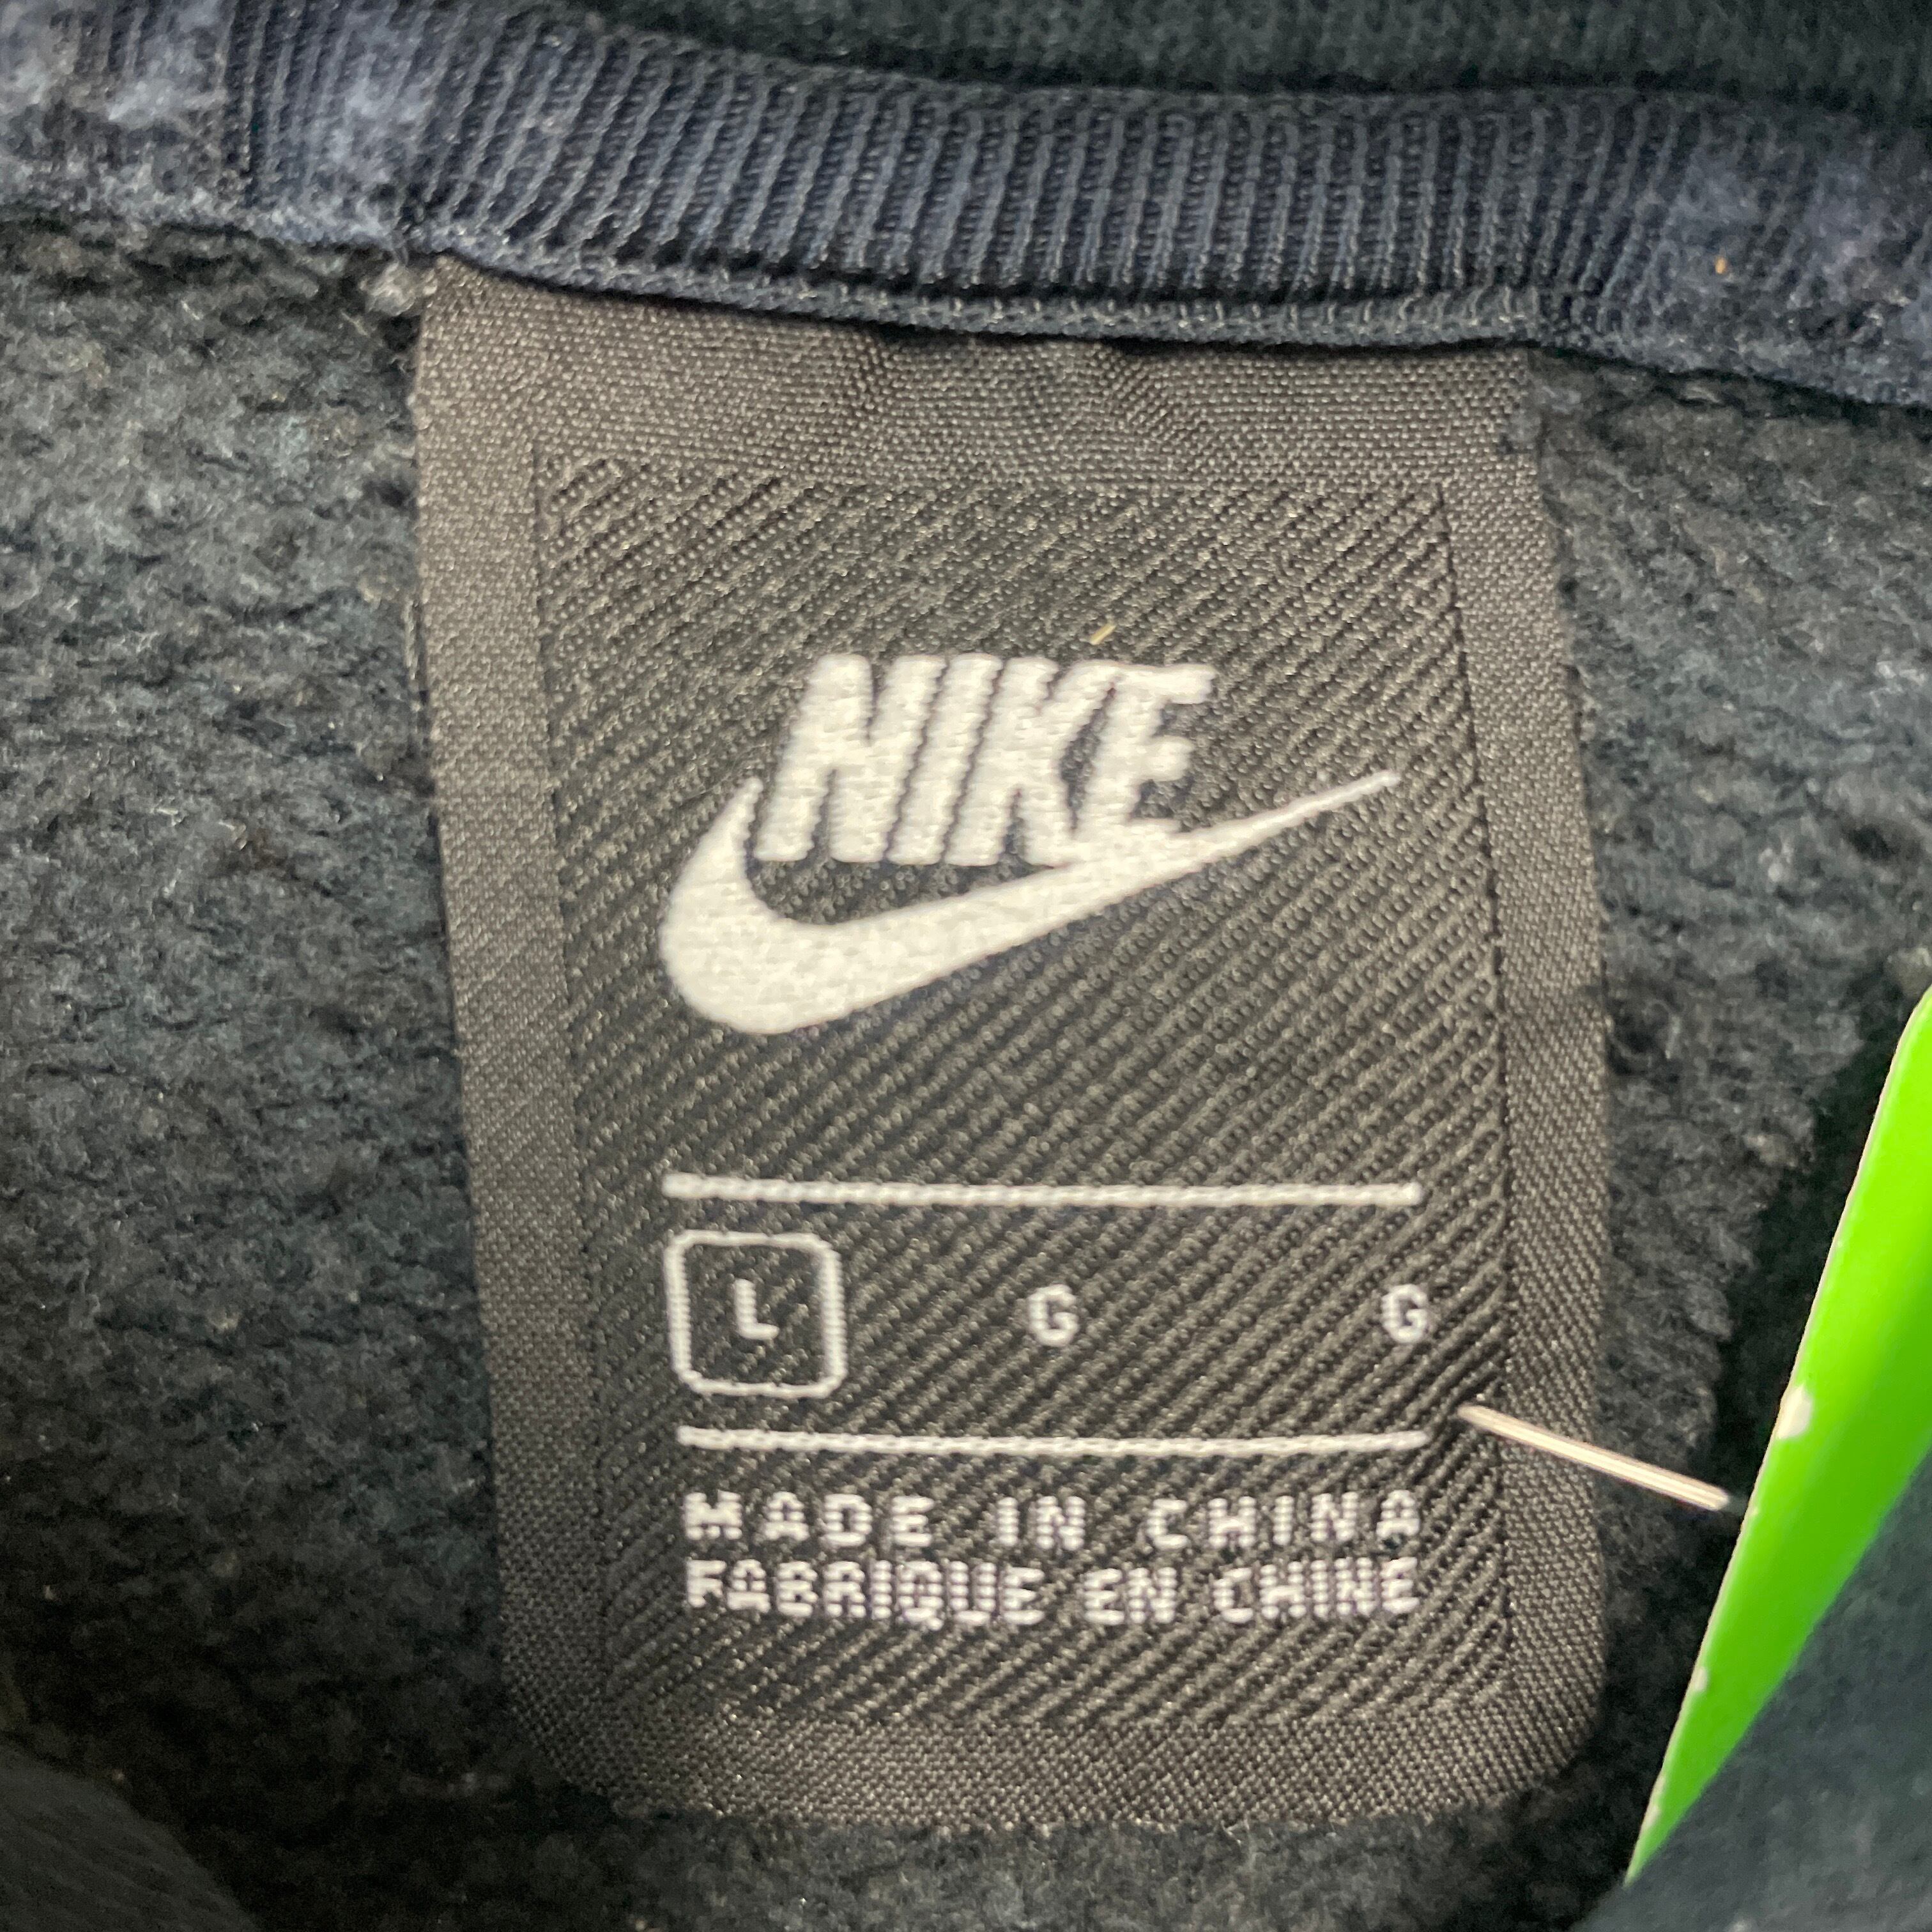 NIKE
L G G
MADE IN CHINA
FABRIQUE EN CHINE